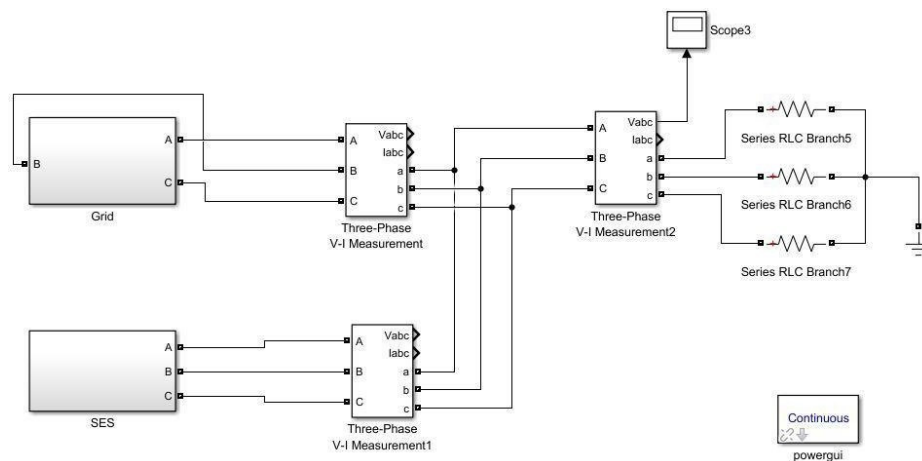 Scope3
A
B
C
Grid
A
B
C
Vabc
Iabc
a
b
c
Three-Phase
V-I Measurement
A
B
C
Vabc
Iabc
a
b
c
Three-Phase
V-I Measurement2
Series RLC Branch5
Series RLC Branch6
Series RLC Branch7
A
B
C
SES
A
B
C
Vabc
Iabc
a
b
c
Three-Phase
V-I Measurement1
Continuous
powergui